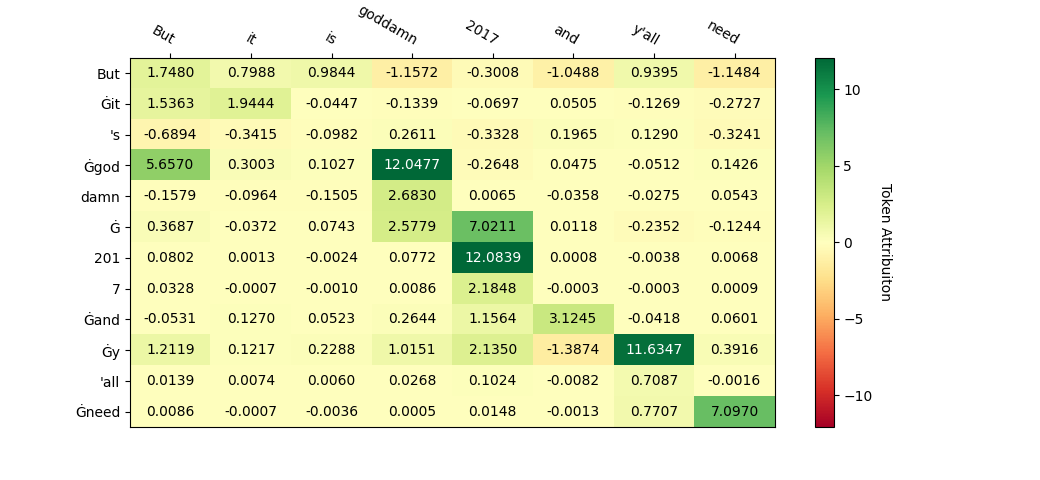 But it is goddamn 2017 and y'all need
But 1.7480 0.7988 0.9844 -1.1572 -0.3008 -1.0488 0.9395 -1.1484
Ġit 1.5363 1.9444 -0.0447 -0.1339 -0.0697 0.0505 -0.1269 -0.2727
's -0.6894 -0.3415 -0.0982 0.2611 -0.3328 0.1965 0.1290 -0.3241
Ġgod 5.6570 0.3003 0.1027 12.0477 -0.2648 0.0475 -0.0512 0.1426
damn -0.1579 -0.0964 -0.1505 2.6830 0.0065 -0.0358 -0.0275 0.0543
Ġ 0.3687 -0.0372 0.0743 2.5779 7.0211 0.0118 -0.2352 -0.1244
201 0.0802 0.0013 -0.0024 0.0772 12.0839 0.0008 -0.0038 0.0068
7 0.0328 -0.0007 -0.0010 0.0086 2.1848 -0.0003 -0.0003 0.0009
Ġand -0.0531 0.1270 0.0523 0.2644 1.1564 3.1245 -0.0418 0.0601
Ġy 1.2119 0.1217 0.2288 1.0151 2.1350 -1.3874 11.6347 0.3916
'all 0.0139 0.0074 0.0060 0.0268 0.1024 -0.0082 0.7087 -0.0016
Ġneed 0.0086 -0.0007 -0.0036 0.0005 0.0148 -0.0013 0.7707 7.0970
10
5
0
−5
−10
Token Attribuiton